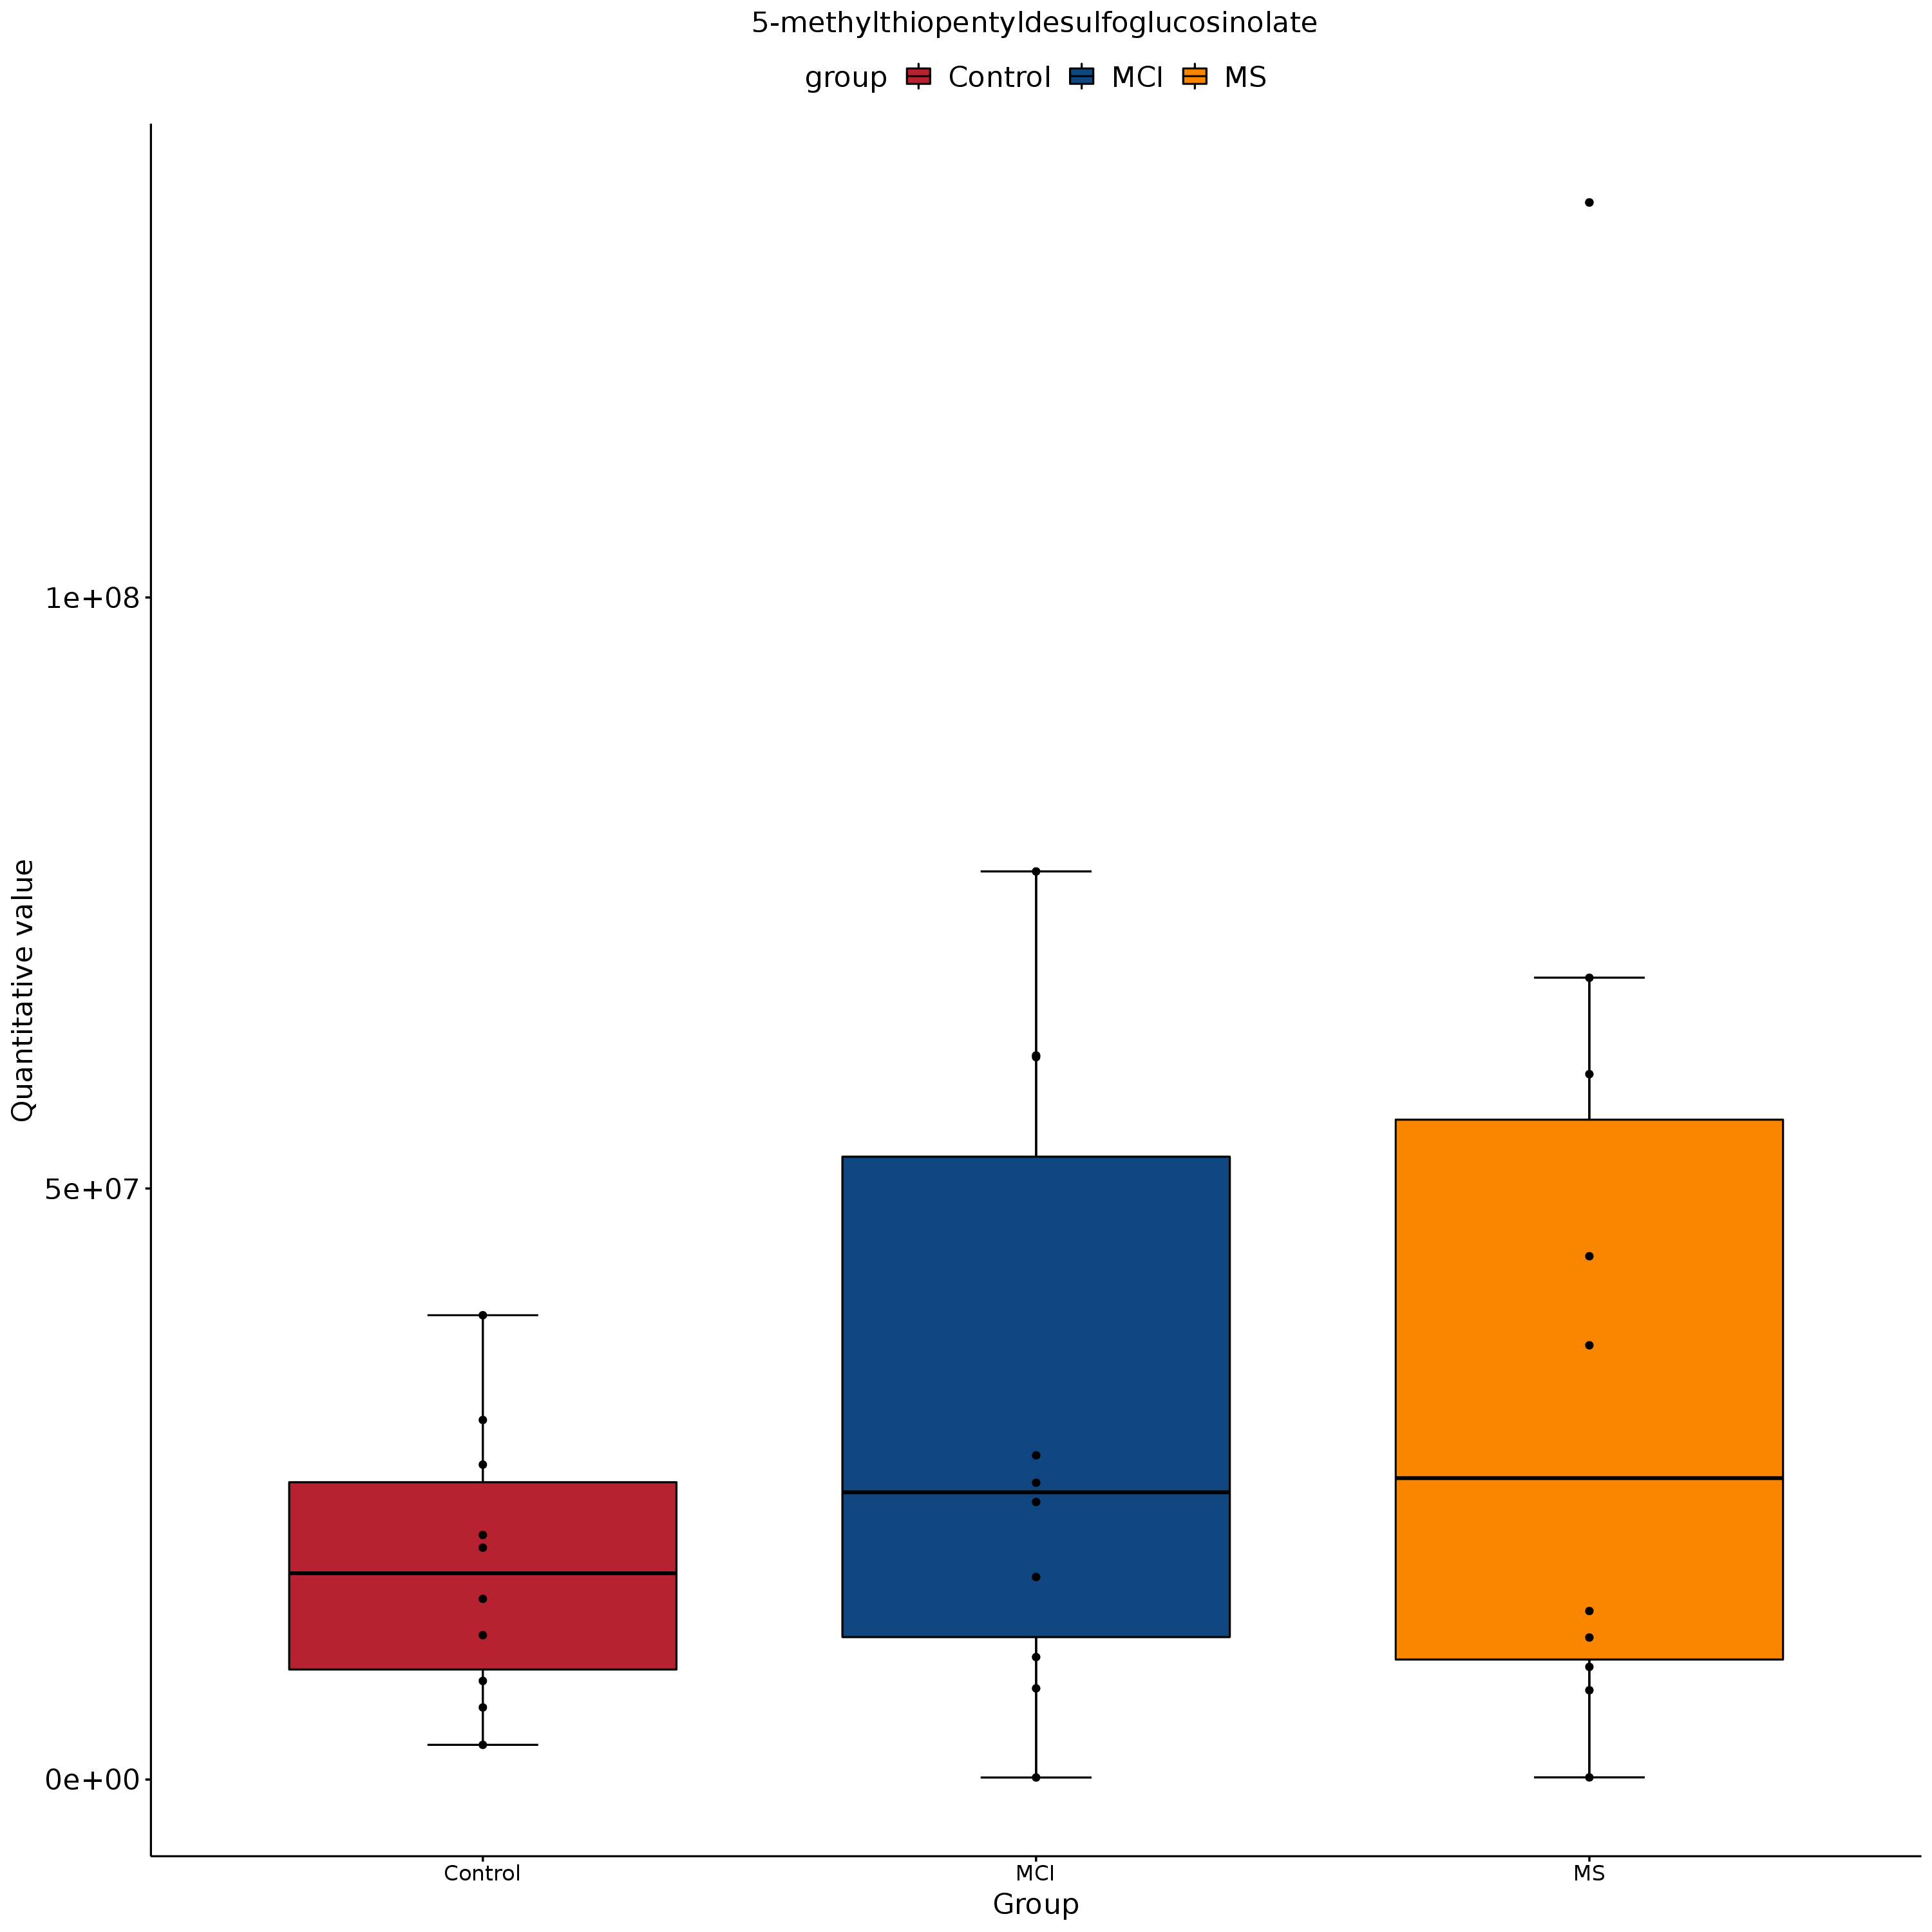 5-methylthiopentyldesulfoglucosinolate
group Control MCI MS
1e+08
5e+07
0e+00
Quantitative value
Control MCI MS
Group